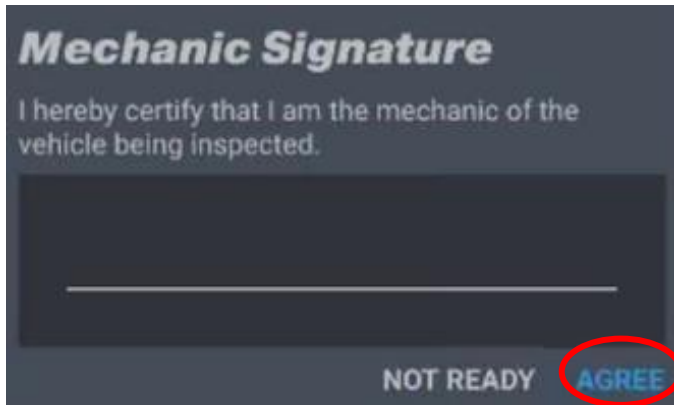 Mechanic Signature
I hereby certify that I am the mechanic of the
vehicle being inspected.
NOT READY AGREE